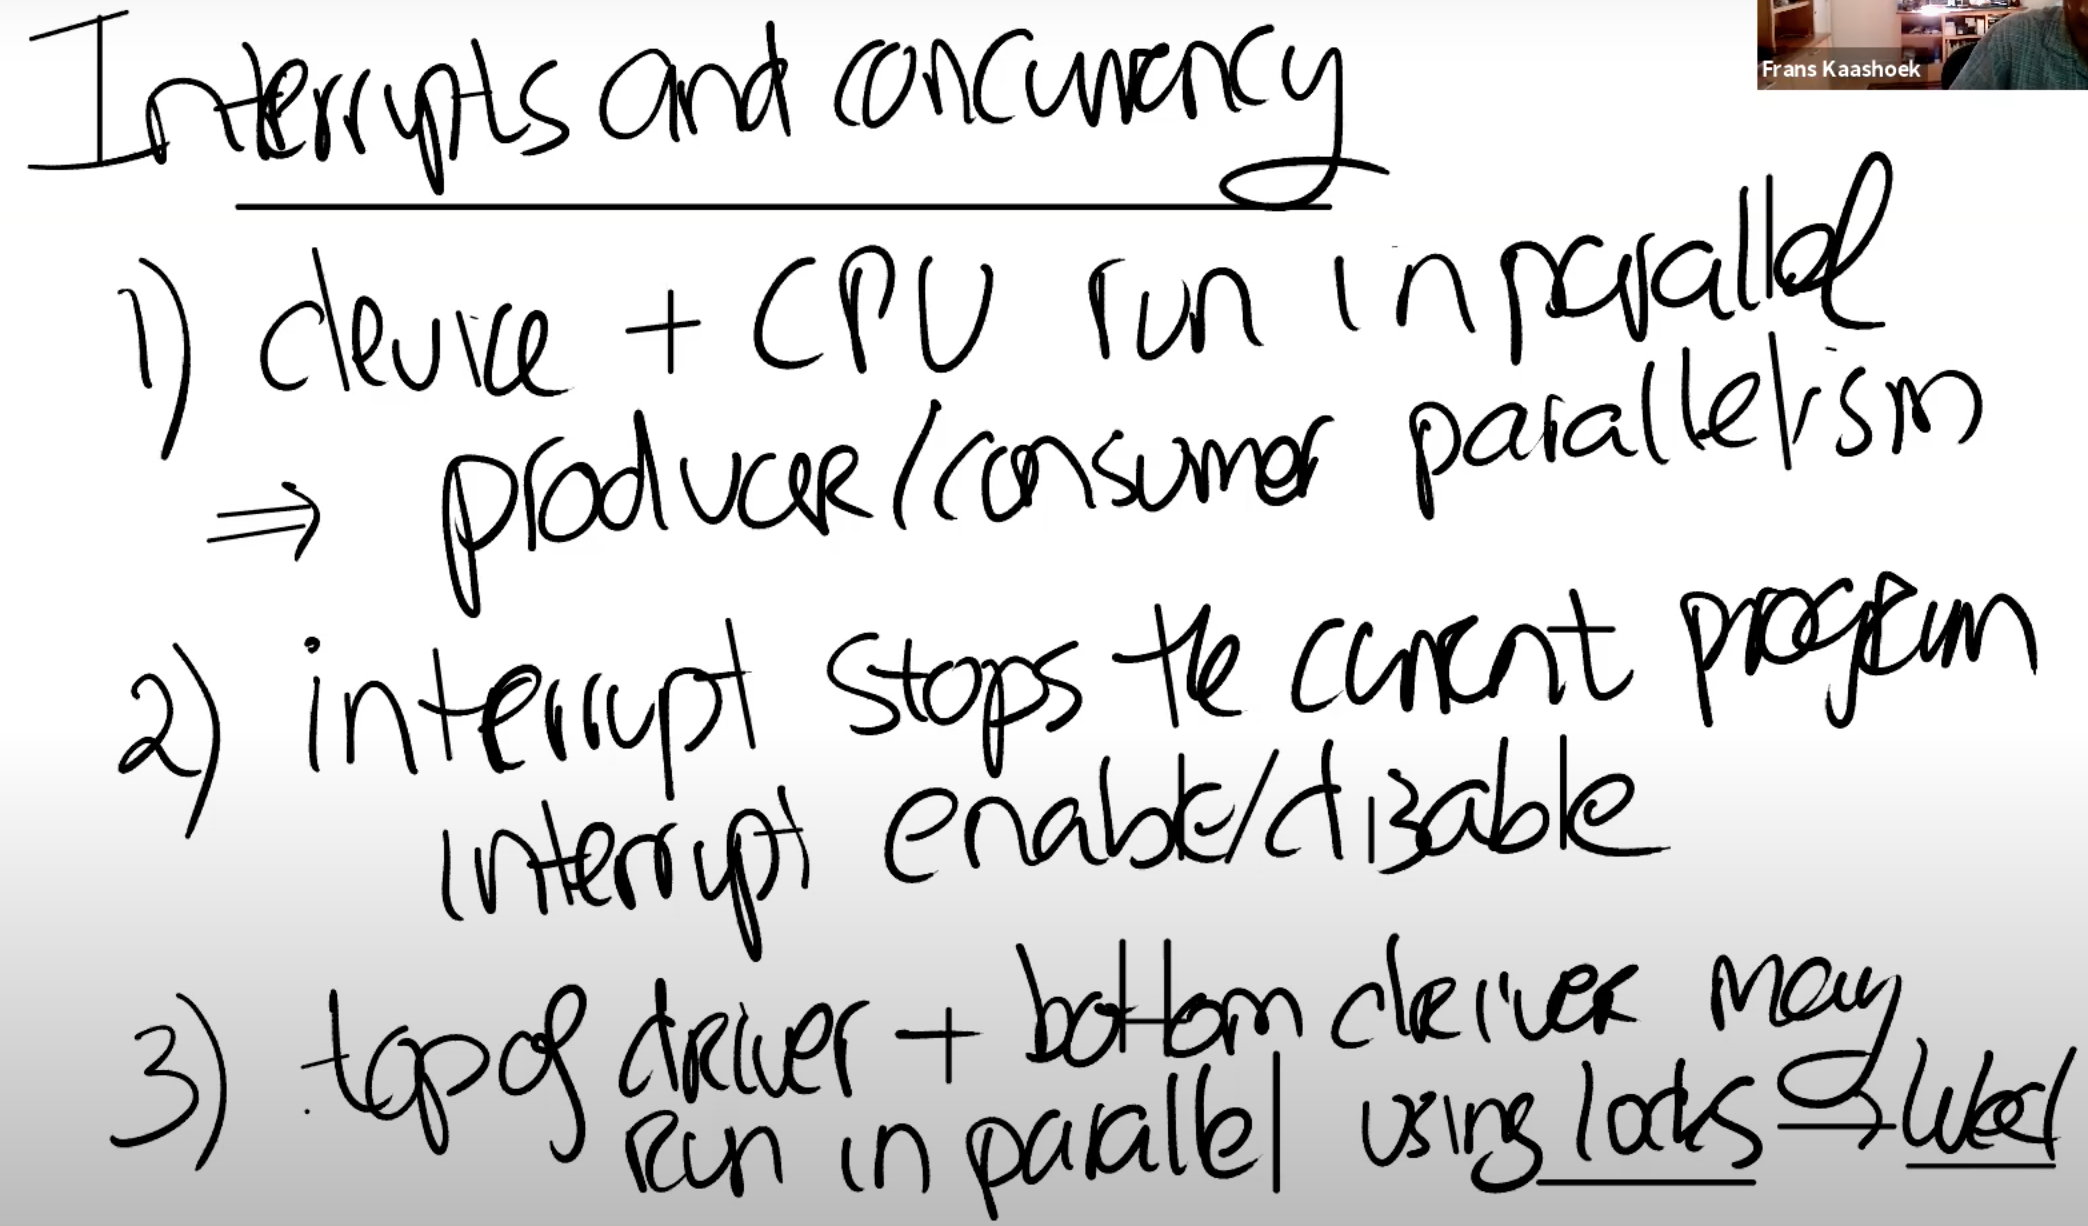 Interrupts and concurrency
Frans Kaashoek
1) device + CPU run in parallel
⇒ producer/consumer parallelism
2) interrupt stops the current program
interrupt enable/disable
3) top of driver + bottom driver may
run in parallel using locks → Wed